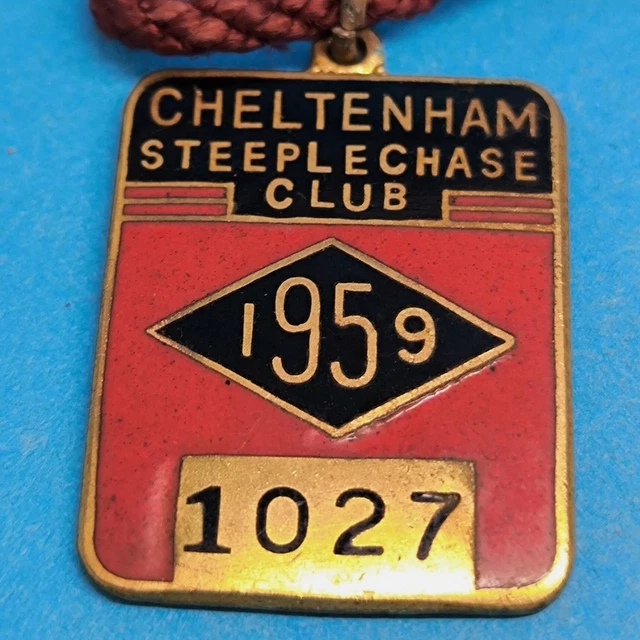 CHELTENHAM
STEEPLECHASE
CLUB
1959
1027